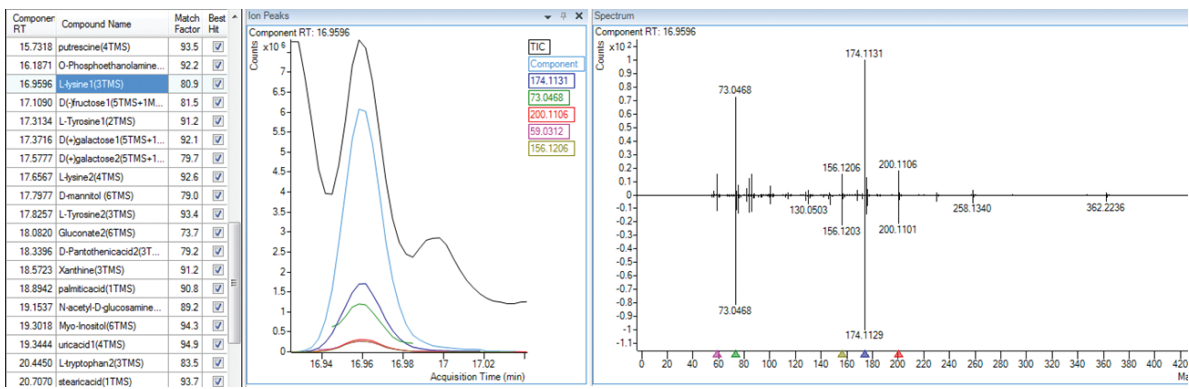 Component RT Compound Name Match Factor Best Hit
15.7318 putrescine(4TMS) 93.5
16.1871 O-Phosphoethanolamine... 92.2
16.9596 L-lysine1(3TMS) 80.9
17.1090 D(-)fructose1(5TMS+1M... 81.5
17.3134 L-Tyrosine1(2TMS) 91.2
17.3716 D(+)galactose1(5TMS+... 92.1
17.5777 D(+)galactose2(5TMS+1... 79.7
17.6567 L-lysine2(4TMS) 92.6
17.7977 D-mannitol (6TMS) 79.0
17.8257 L-Tyrosine2(3TMS) 93.4
18.0820 Gluconate2(6TMS) 73.7
18.3396 D-Pantothenicacid2(3T... 79.2
18.5723 Xanthine(3TMS) 91.2
18.8942 palmiticacid(1TMS) 90.8
19.1537 N-acetyl-D-glucosamine... 89.2
19.3018 Myo-Inositol(6TMS) 94.3
19.3444 uricacid1(4TMS) 94.9
20.4450 L-tryptophan2(3TMS) 83.5
20.7070 stearicacid(1TMS) 93.7
Ion Peaks
Component RT: 16.9596
Counts
x10 6
7
6.5
6
5.5
5
4.5
4
3.5
3
2.5
2
1.5
1
0.5
0
TIC
Component
174.1131
73.0468
200.1106
59.0312
156.1206
16.94 16.96 16.98 17 17.02
Acquisition Time (min)
Spectrum
Component RT: 16.9596
Counts
x10 2
1
0.9
0.8
0.7
0.6
0.5
0.4
0.3
0.2
0.1
0
-0.1
-0.2
-0.3
-0.4
-0.5
-0.6
-0.7
-0.8
-0.9
-1
-1.1
174.1131
73.0468
156.1206 200.1106
130.0503 258.1340 362.2236
156.1203 200.1101
73.0468
174.1129
0 20 40 60 80 100 120 140 160 180 200 220 240 260 280 300 320 340 360 380 400 420
Ma